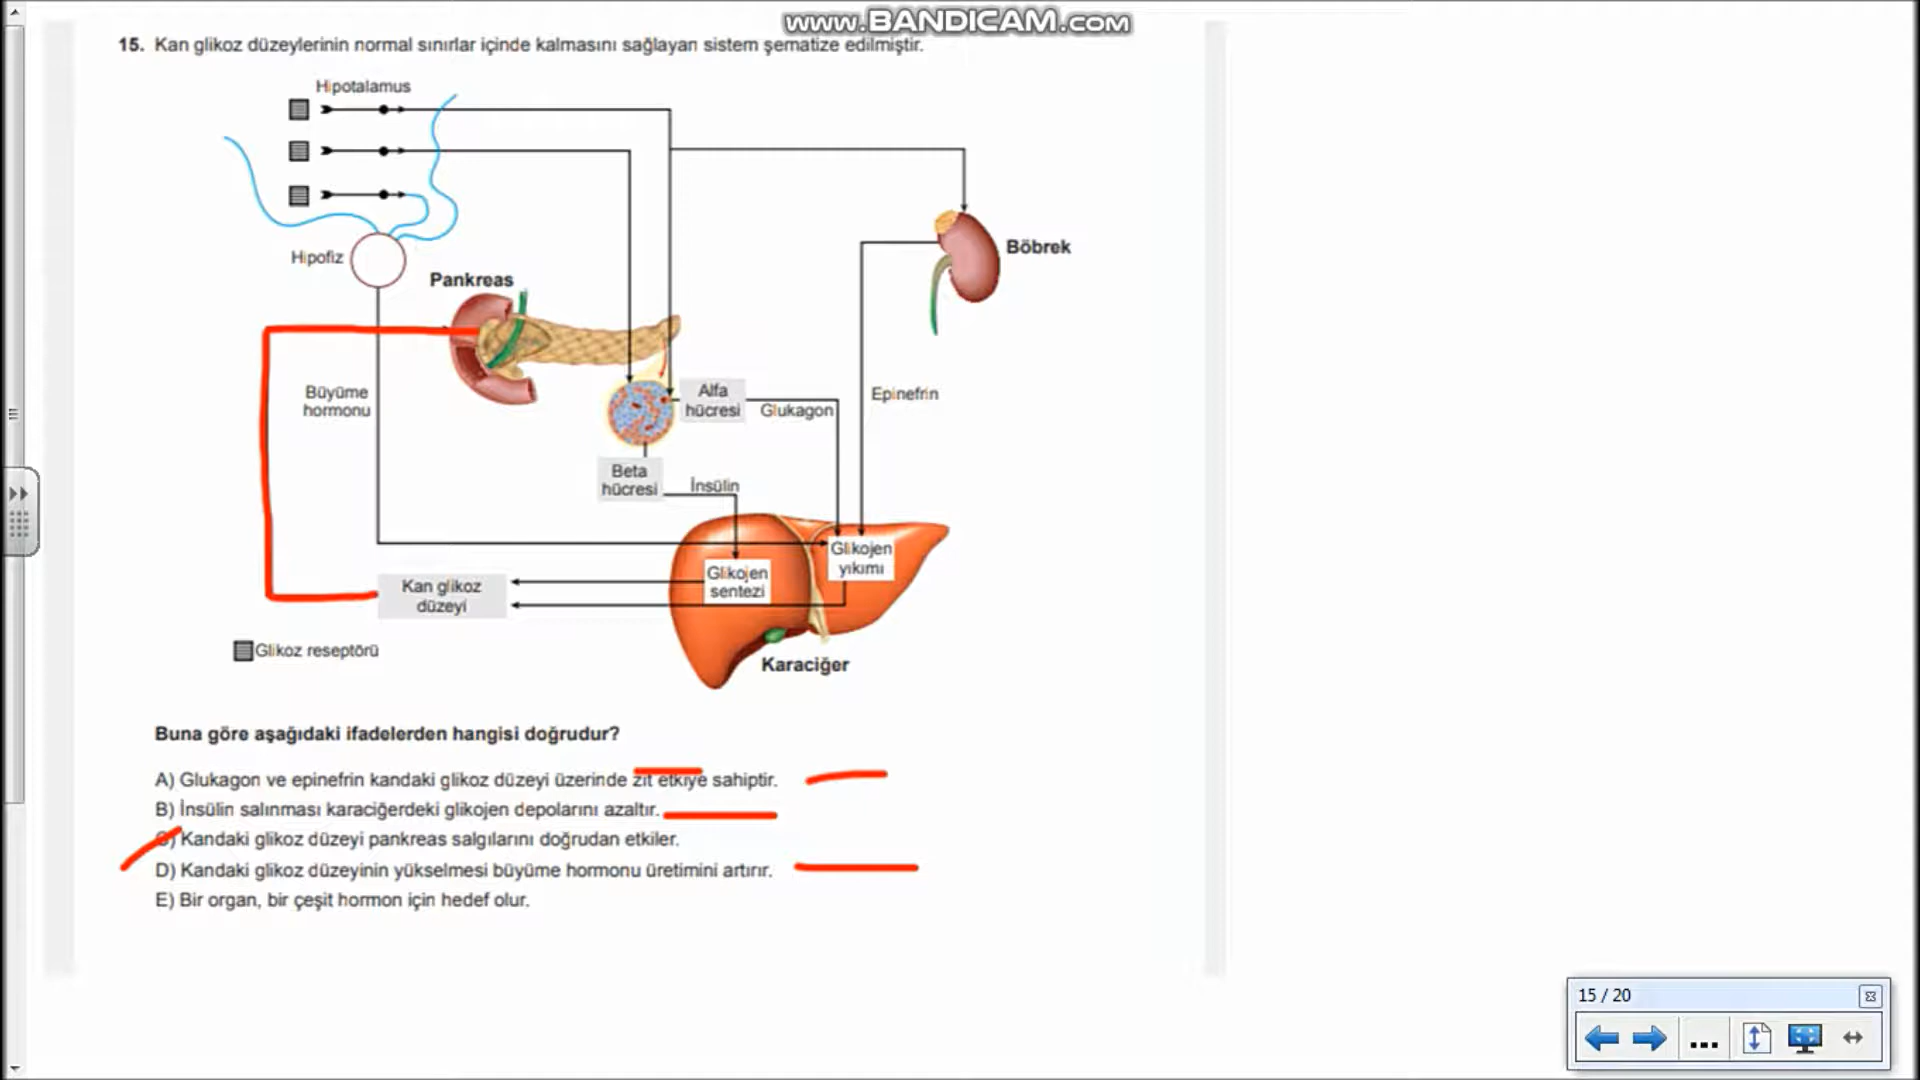 www.BANDICAM.com
15. Kan glikoz düzeylerinin normal sınırlar içinde kalmasını sağlayan sistem şematize edilmiştir.
Hipotalamus
Hipofiz
Pankreas
Böbrek
Büyüme
hormonu
Alfa
hücresi
Glukagon
Epinefrin
Beta
hücresi
İnsülin
Glikojen
yıkımı
Glikojen
sentezi
Kan glikoz
düzeyi
Glikoz reseptörü
Karaciğer
Buna göre aşağıdaki ifadelerden hangisi doğrudur?
A) Glukagon ve epinefrin kandaki glikoz düzeyi üzerinde zıt etkiye sahiptir.
B) İnsülin salınması karaciğerdeki glikojen depolarını azaltır.
C) Kandaki glikoz düzeyi pankreas salgılarını doğrudan etkiler.
D) Kandaki glikoz düzeyinin yükselmesi büyüme hormonu üretimini artırır.
E) Bir organ, bir çeşit hormon için hedef olur.
15 / 20